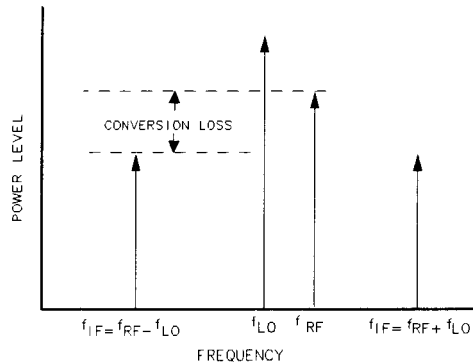 CONVERSION LOSS
POWER LEVEL
fIF= fRF− fLO
fLO
fRF
fIF= fRF+ fLO
FREQUENCY